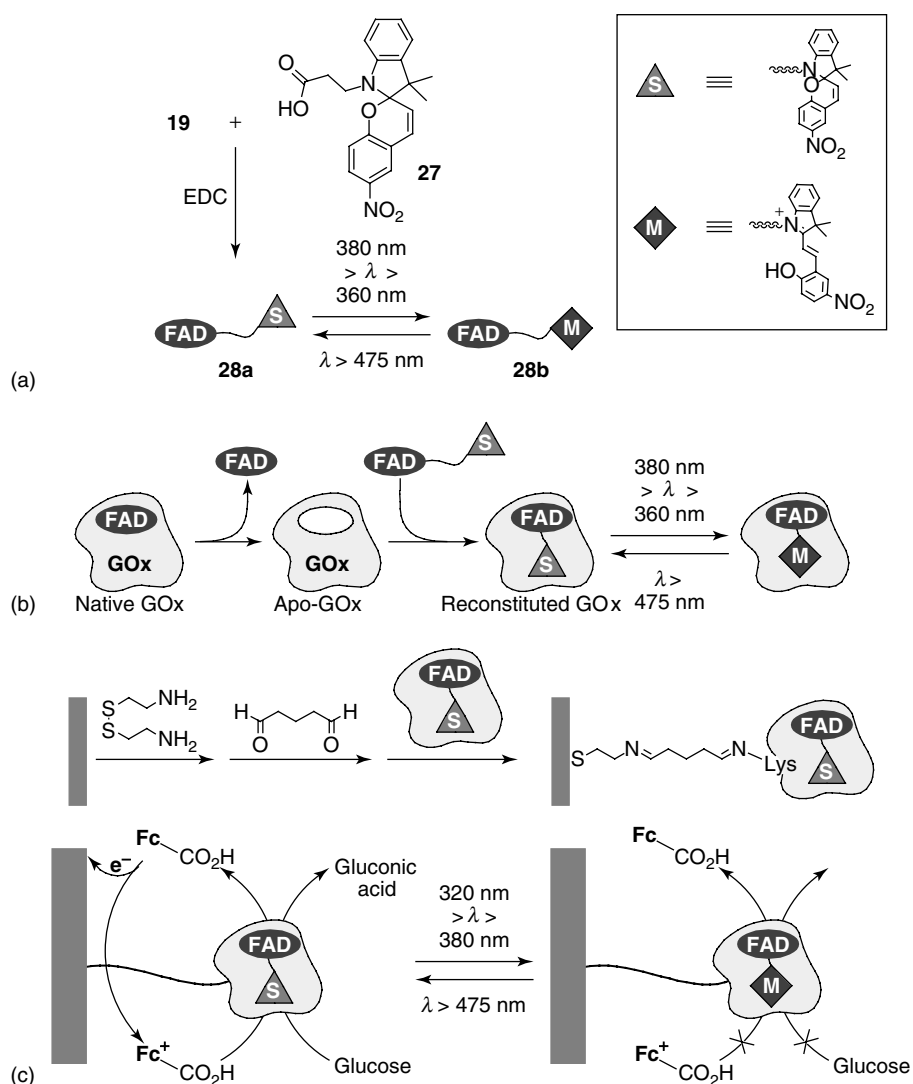 O
HO
N
O
NO2
27
19 +
EDC
380 nm
> λ >
360 nm
λ > 475 nm
FAD
S
28a
FAD
M
28b
(a)
S
≡
N
O
NO2
M
≡
+
N
HO
NO2
FAD
GOx
Native GOx
FAD
GOx
Apo-GOx
FAD
S
FAD
S
Reconstituted GOx
380 nm
> λ >
360 nm
λ >
475 nm
FAD
M
(b)
S
S
NH2
NH2
H
O
H
O
FAD
S
S
N
N
Lys
FAD
S
Fc
CO2H
e−
Gluconic
acid
FAD
S
Fc+
CO2H
Glucose
320 nm
> λ >
380 nm
λ > 475 nm
Fc
CO2H
FAD
M
Fc+
CO2H
Glucose
(c)